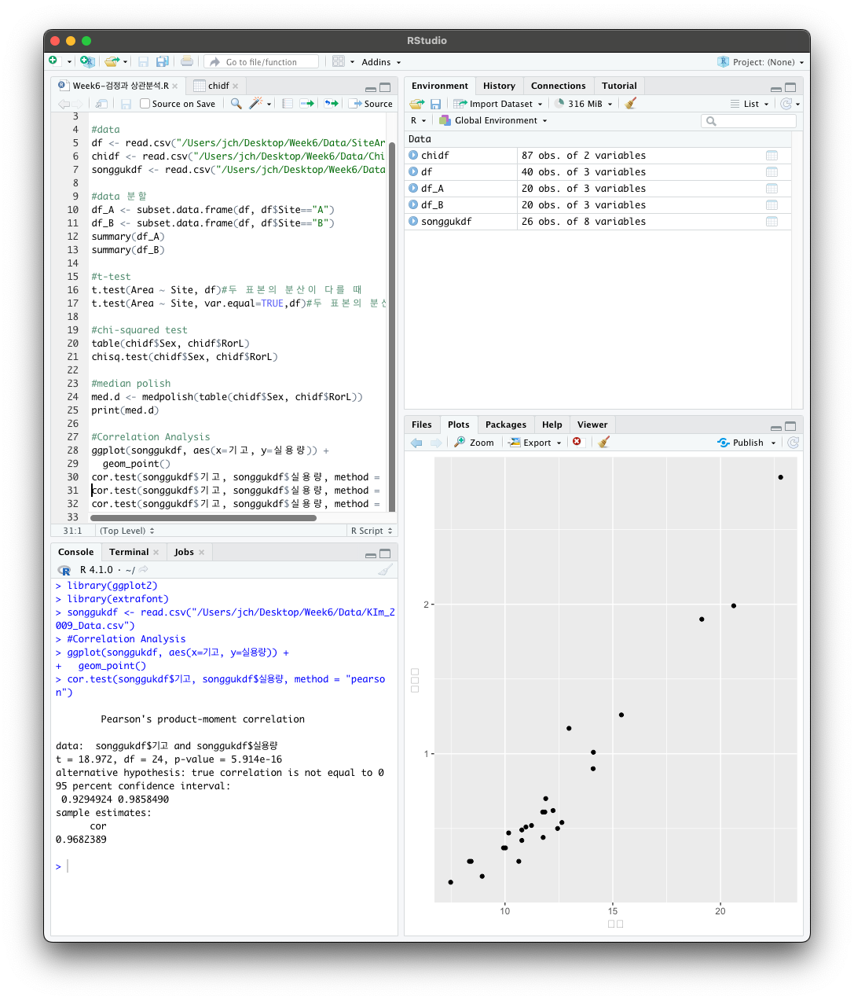 RStudio
Go to file/function
Addins
Project: (None)
Week6-검정과 상관분석.R
chidf
Source on Save
Source
3
4 #data
5 df <- read.csv("/Users/jch/Desktop/Week6/Data/SiteAr
6 chidf <- read.csv("/Users/jch/Desktop/Week6/Data/Chi
7 songgukdf <- read.csv("/Users/jch/Desktop/Week6/Data
8
9 #data 분할
10 df_A <- subset.data.frame(df, df$Site=="A")
11 df_B <- subset.data.frame(df, df$Site=="B")
12 summary(df_A)
13 summary(df_B)
14
15 #t-test
16 t.test(Area ~ Site, df)#두 표본의 분산이 다를 때
17 t.test(Area ~ Site, var.equal=TRUE,df)#두 표본의 분산
18
19 #chi-squared test
20 table(chidf$Sex, chidf$RorL)
21 chisq.test(chidf$Sex, chidf$RorL)
22
23 #median polish
24 med.d <- medpolish(table(chidf$Sex, chidf$RorL))
25 print(med.d)
26
27 #Correlation Analysis
28 ggplot(songgukdf, aes(x=기고, y=실용량)) +
29 geom_point()
30 cor.test(songgukdf$기고, songgukdf$실용량, method =
31 cor.test(songgukdf$기고, songgukdf$실용량, method =
32 cor.test(songgukdf$기고, songgukdf$실용량, method =
33
31:1 (Top Level) R Script
Console Terminal Jobs
R 4.1.0 · ~/
> library(ggplot2)
> library(extrafont)
> songgukdf <- read.csv("/Users/jch/Desktop/Week6/Data/KIm_2
009_Data.csv")
> #Correlation Analysis
> ggplot(songgukdf, aes(x=기고, y=실용량)) +
+ geom_point()
> cor.test(songgukdf$기고, songgukdf$실용량, method = "pearso
n")
Pearson's product-moment correlation
data: songgukdf$기고 and songgukdf$실용량
t = 18.972, df = 24, p-value = 5.914e-16
alternative hypothesis: true correlation is not equal to 0
95 percent confidence interval:
0.9294924 0.9858490
sample estimates:
cor
0.9682389
>
Environment History Connections Tutorial
Import Dataset 316 MiB List
R Global Environment
Data
chidf 87 obs. of 2 variables
df 40 obs. of 3 variables
df_A 20 obs. of 3 variables
df_B 20 obs. of 3 variables
songgukdf 26 obs. of 8 variables
Files Plots Packages Help Viewer
Zoom Export Publish
2
1
10 15 20